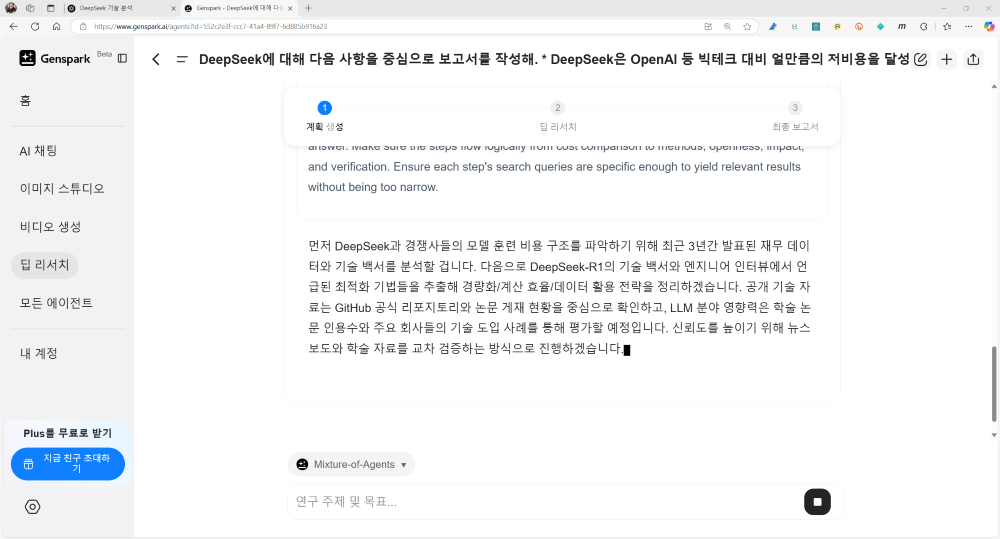 DeepSeek 기술 분석
Genspark - DeepSeek에 대해 다음
https://www.genspark.ai/agents?id=552c2e3f-ccc7-41a4-89f7-6d885b916a23
Genspark
Beta
DeepSeek에 대해 다음 사항을 중심으로 보고서를 작성해. * DeepSeek은 OpenAI 등 빅테크 대비 얼만큼의 저비용을 달성
홈
AI 채팅
이미지 스튜디오
비디오 생성
딥 리서치
모든 에이전트
내 계정
Plus를 무료로 받기
지금 친구 초대하
기
1
2
3
계획 생성
딥 리서치
최종 보고서
answer. Make sure the steps flow logically from cost comparison to methods, openness, impact,
and verification. Ensure each step's search queries are specific enough to yield relevant results
without being too narrow.
먼저 DeepSeek과 경쟁사들의 모델 훈련 비용 구조를 파악하기 위해 최근 3년간 발표된 재무 데이
터와 기술 백서를 분석할 겁니다. 다음으로 DeepSeek-R1의 기술 백서와 엔지니어 인터뷰에서 언
급된 최적화 기법들을 추출해 경량화/계산 효율/데이터 활용 전략을 정리하겠습니다. 공개 기술 자
료는 GitHub 공식 리포지토리와 논문 게재 현황을 중심으로 확인하고, LLM 분야 영향력은 학술 논
문 인용수와 주요 회사들의 기술 도입 사례를 통해 평가할 예정입니다. 신뢰도를 높이기 위해 뉴스
보도와 학술 자료를 교차 검증하는 방식으로 진행하겠습니다.
Mixture-of-Agents
연구 주제 및 목표...